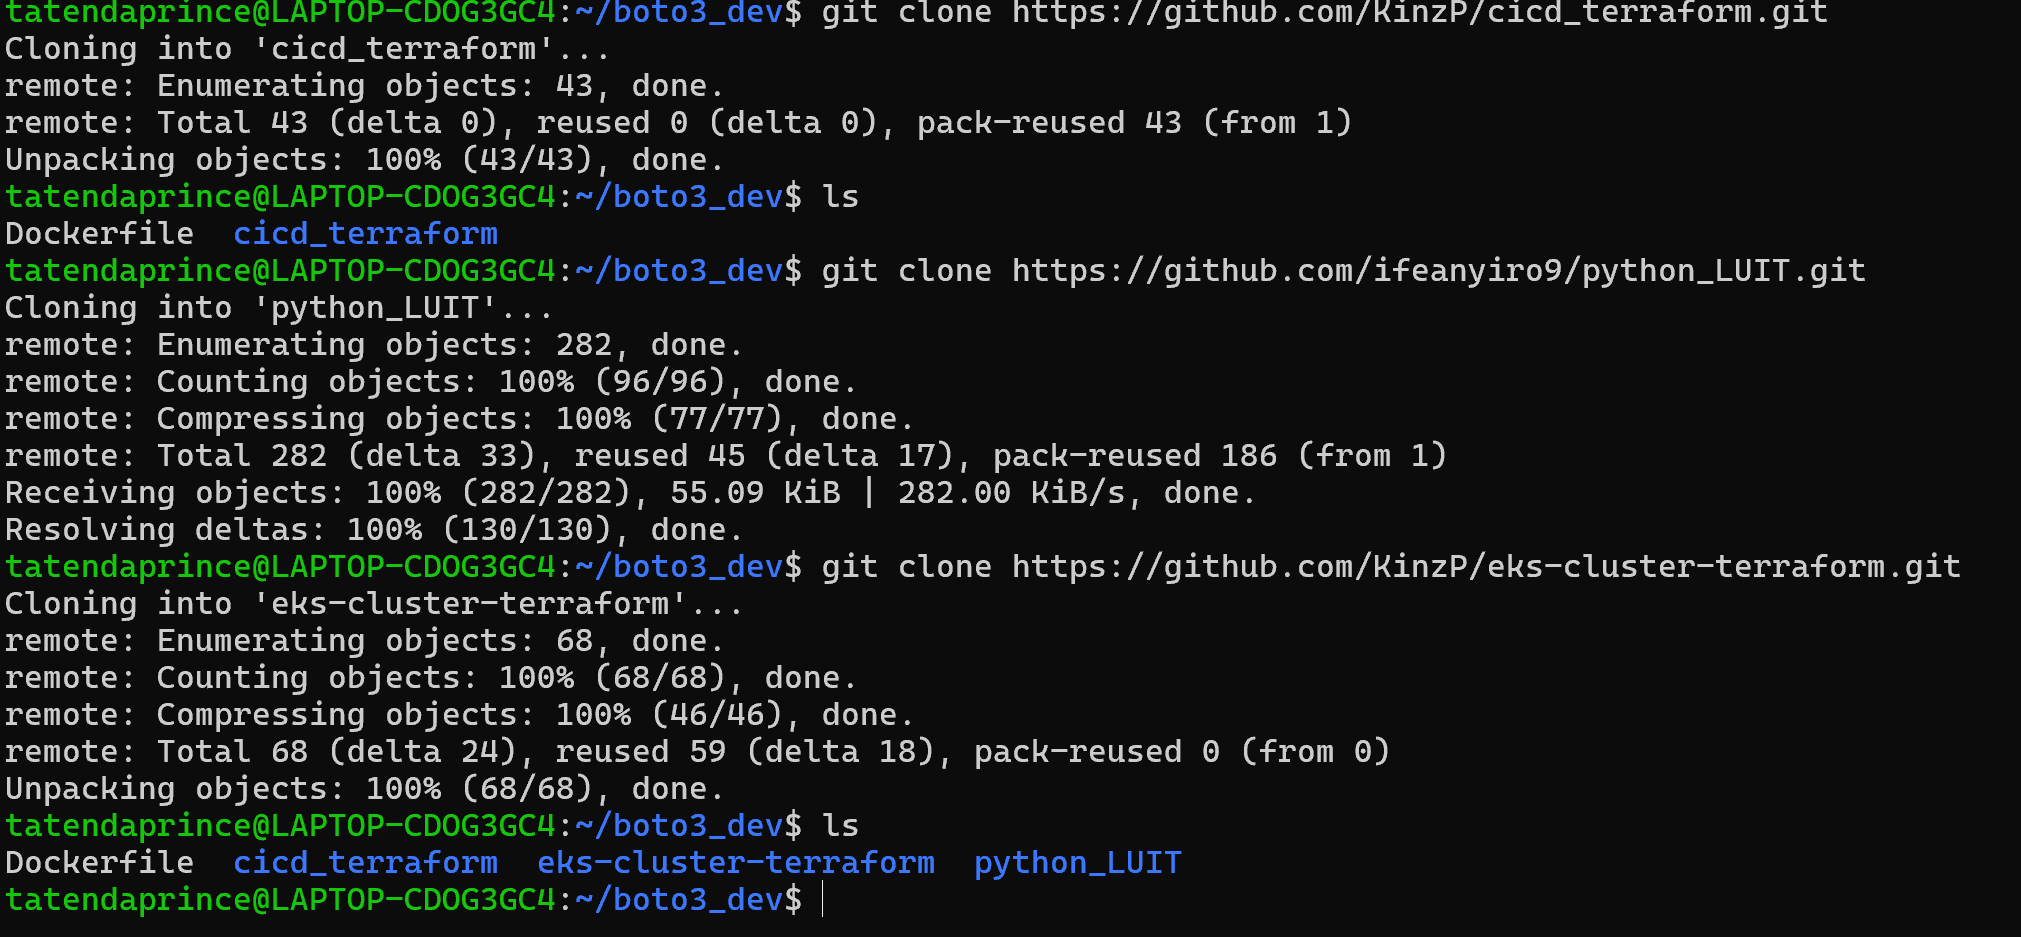 tatendaprince@LAPTOP-CDOG3GC4:~/boto3_dev$ git clone https://github.com/KinzP/cicd_terraform.git
Cloning into 'cicd_terraform'...
remote: Enumerating objects: 43, done.
remote: Total 43 (delta 0), reused 0 (delta 0), pack-reused 43 (from 1)
Unpacking objects: 100% (43/43), done.
tatendaprince@LAPTOP-CDOG3GC4:~/boto3_dev$ ls
Dockerfile  cicd_terraform
tatendaprince@LAPTOP-CDOG3GC4:~/boto3_dev$ git clone https://github.com/ifeanyiro9/python_LUIT.git
Cloning into 'python_LUIT'...
remote: Enumerating objects: 282, done.
remote: Counting objects: 100% (96/96), done.
remote: Compressing objects: 100% (77/77), done.
remote: Total 282 (delta 33), reused 45 (delta 17), pack-reused 186 (from 1)
Receiving objects: 100% (282/282), 55.09 KiB | 282.00 KiB/s, done.
Resolving deltas: 100% (130/130), done.
tatendaprince@LAPTOP-CDOG3GC4:~/boto3_dev$ git clone https://github.com/KinzP/eks-cluster-terraform.git
Cloning into 'eks-cluster-terraform'...
remote: Enumerating objects: 68, done.
remote: Counting objects: 100% (68/68), done.
remote: Compressing objects: 100% (46/46), done.
remote: Total 68 (delta 24), reused 59 (delta 18), pack-reused 0 (from 0)
Unpacking objects: 100% (68/68), done.
tatendaprince@LAPTOP-CDOG3GC4:~/boto3_dev$ ls
Dockerfile  cicd_terraform  eks-cluster-terraform  python_LUIT
tatendaprince@LAPTOP-CDOG3GC4:~/boto3_dev$